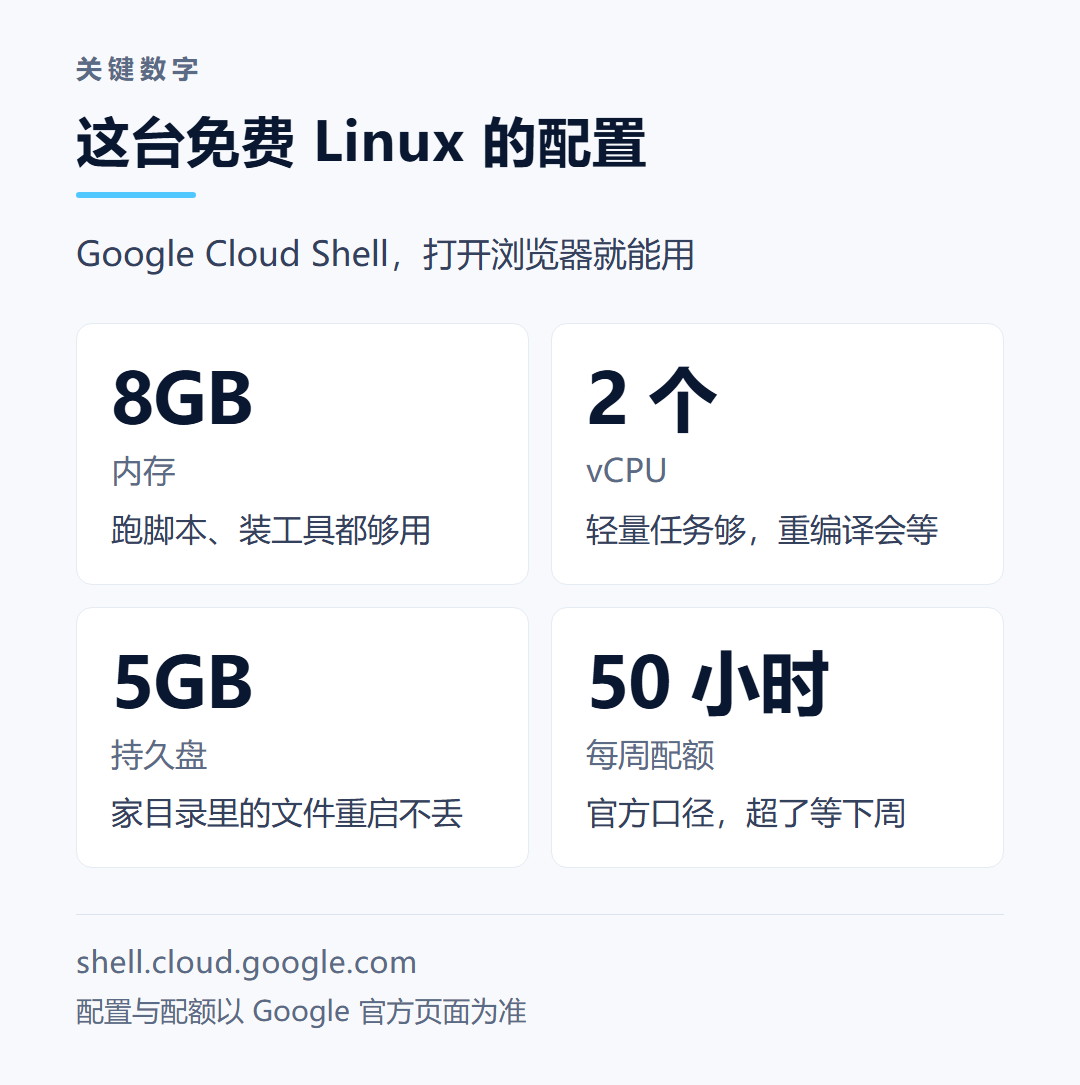 关键数字
这台免费 Linux 的配置
Google Cloud Shell，打开浏览器就能用
8GB
内存
跑脚本、装工具都够用
2 个
vCPU
轻量任务够，重编译会等
5GB
持久盘
家目录里的文件重启不丢
50 小时
每周配额
官方口径，超了等下周
shell.cloud.google.com
配置与配额以 Google 官方页面为准